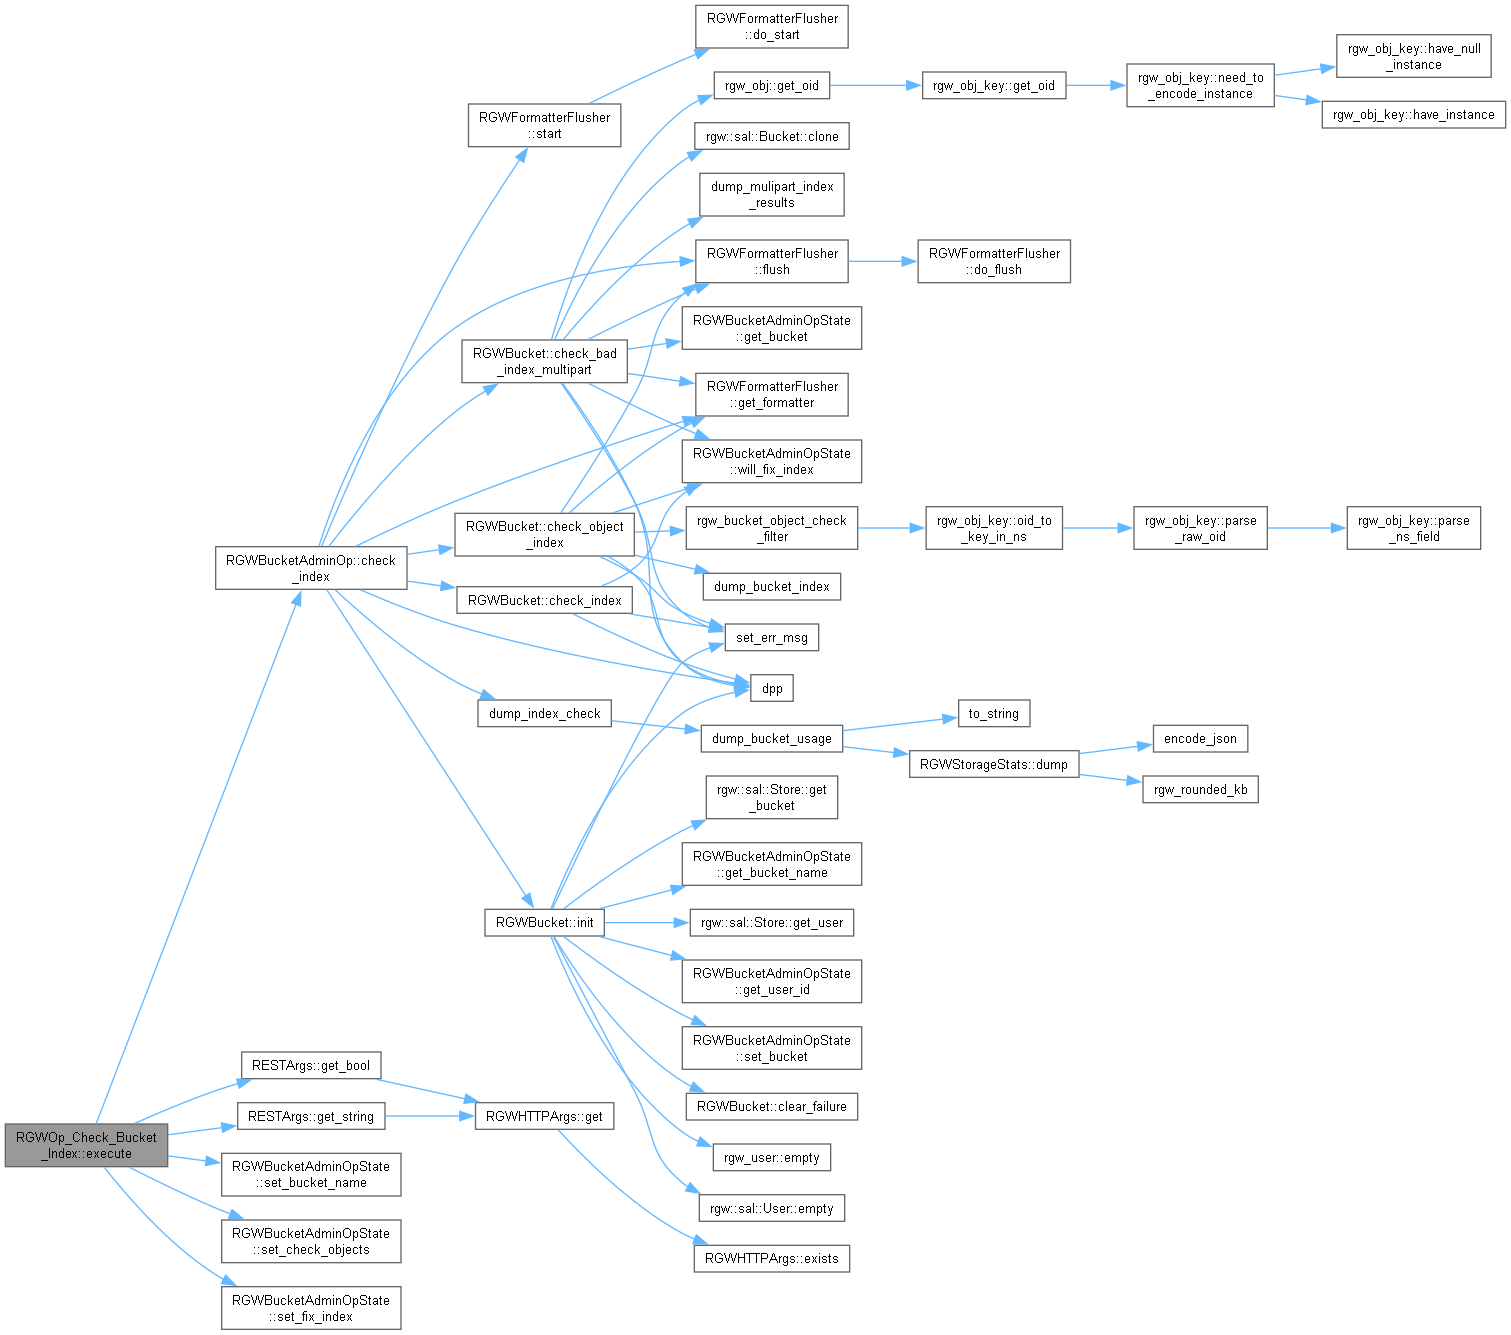 RGWFormatterFlusher
::do_start
rgw_obj_key::have_null
_instance
rgw_obj::get_oid
rgw_obj_key::get_oid
rgw_obj_key::need_to
_encode_instance
rgw_obj_key::have_instance
RGWFormatterFlusher
::start
rgw::sal::Bucket::clone
dump_mulipart_index
_results
RGWFormatterFlusher
::flush
RGWFormatterFlusher
::do_flush
RGWBucketAdminOpState
::get_bucket
RGWBucket::check_bad
_index_multipart
RGWFormatterFlusher
::get_formatter
RGWBucketAdminOpState
::will_fix_index
RGWBucket::check_object
_index
rgw_bucket_object_check
_filter
rgw_obj_key::oid_to
_key_in_ns
rgw_obj_key::parse
_raw_oid
rgw_obj_key::parse
_ns_field
RGWBucketAdminOp::check
_index
dump_bucket_index
RGWBucket::check_index
set_err_msg
dpp
dump_index_check
dump_bucket_usage
to_string
encode_json
RGWStorageStats::dump
rgw_rounded_kb
rgw::sal::Store::get
_bucket
RGWBucketAdminOpState
::get_bucket_name
RGWBucket::init
rgw::sal::Store::get_user
RGWBucketAdminOpState
::get_user_id
RGWBucketAdminOpState
::set_bucket
RESTArgs::get_bool
RGWBucket::clear_failure
RESTArgs::get_string
RGWHTTPArgs::get
RGWOp_Check_Bucket
_Index::execute
rgw_user::empty
RGWBucketAdminOpState
::set_bucket_name
rgw::sal::User::empty
RGWBucketAdminOpState
::set_check_objects
RGWHTTPArgs::exists
RGWBucketAdminOpState
::set_fix_index